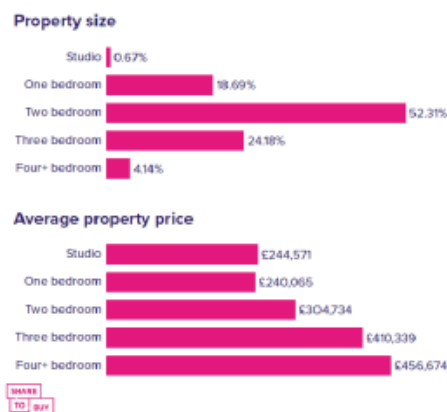 Property size
Studio 0.67%
One bedroom 18.69%
Two bedroom 52.31%
Three bedroom 24.18%
Four+ bedroom 4.14%
Average property price
Studio £244,571
One bedroom £240,065
Two bedroom £304,734
Three bedroom £410,339
Four+ bedroom £456,674
SHARE
TO BUY